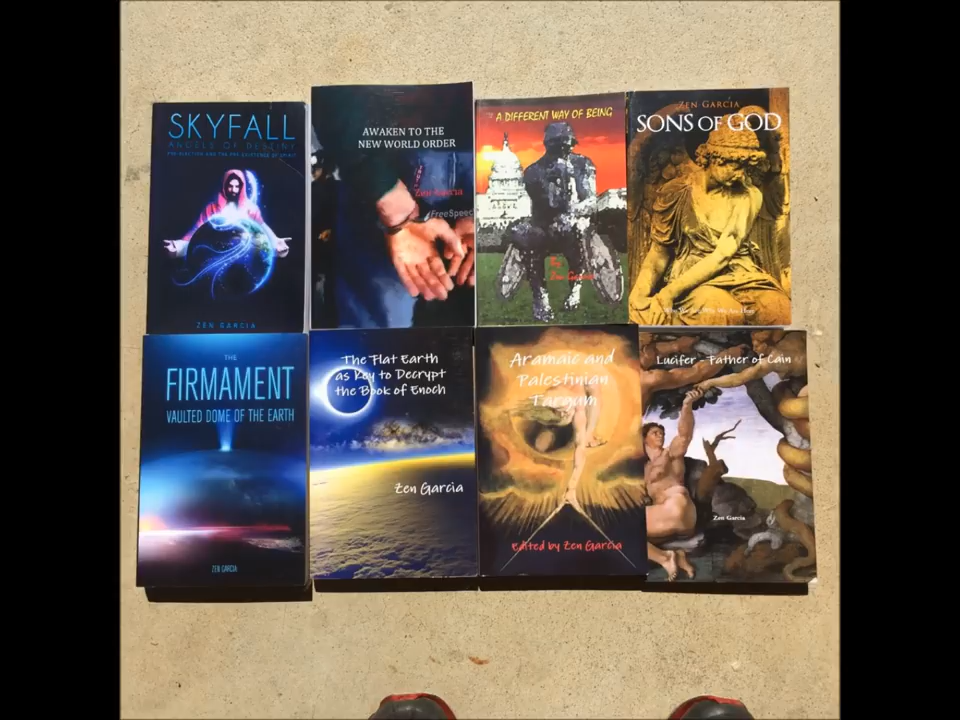 SKYFALL
ANGELS OF DESTINY
ZEN GARCIA
AWAKEN TO THE
NEW WORLD ORDER
Zen Garcia
#FreeSpeec
A DIFFERENT WAY OF BEING
By
Zen Garcia
ZEN GARCIA
SONS OF GOD
THE
FIRMAMENT
VAULTED DOME OF THE EARTH
ZEN GARCIA
The Flat Earth
as Key to Decrypt
the Book of Enoch
Zen Garcia
Aramaic and
Palestinian
Targum
Edited by Zen Garcia
Lucifer - Father of Cain
Zen Garcia